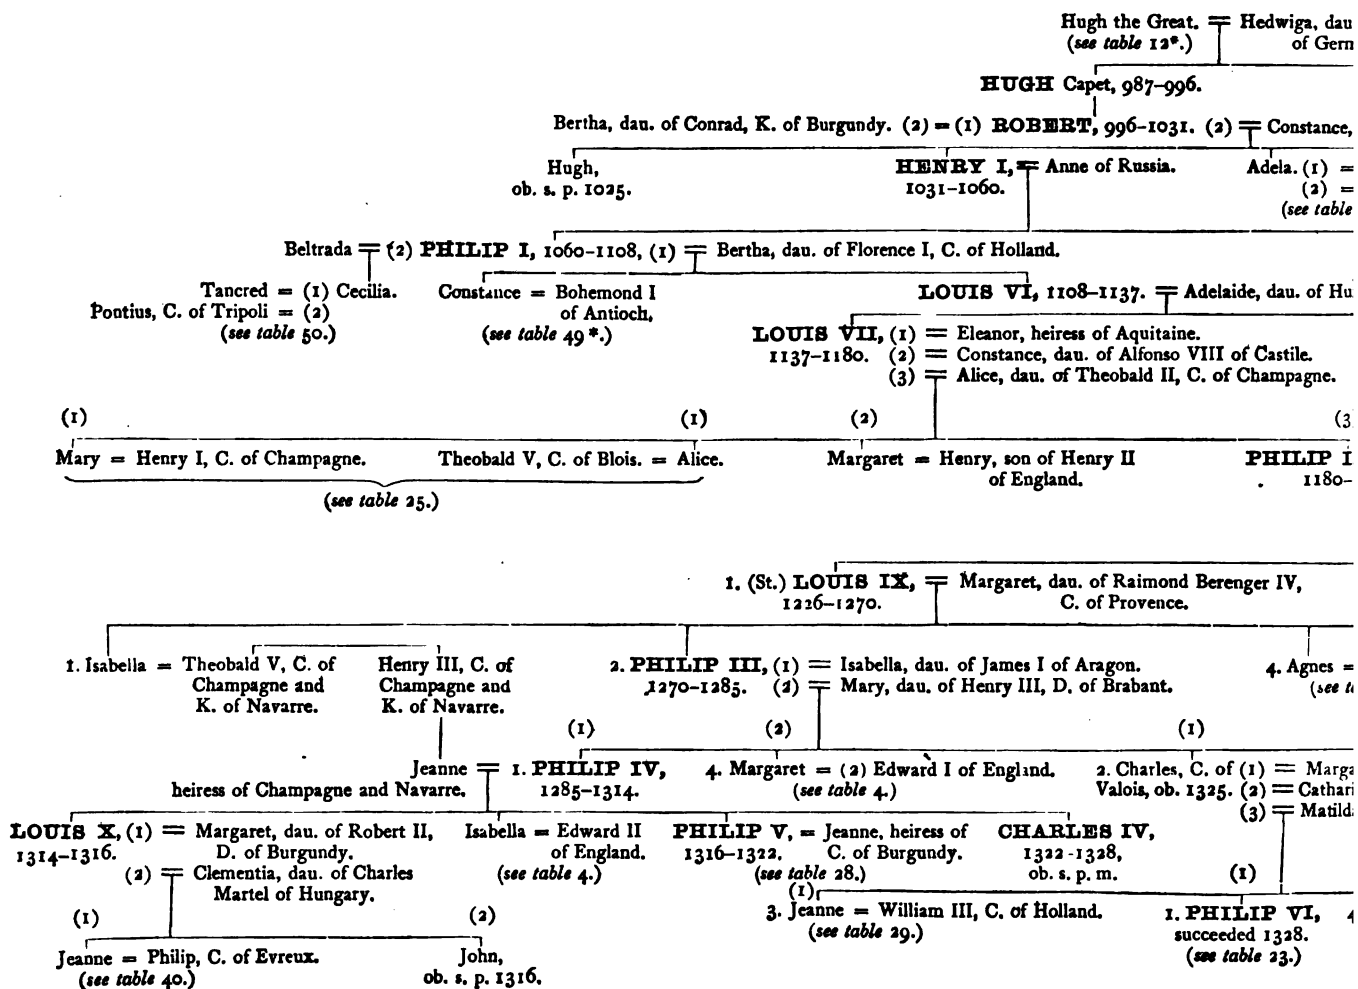 Hugh the Great. = Hedwiga, dau
(see table 12*.) of Germ
HUGH Capet, 987–996.
Bertha, dau. of Conrad, K. of Burgundy. (2) = (1) ROBERT, 996–1031. (2) = Constance,
Hugh, HENRY I, = Anne of Russia. Adela. (1) =
ob. s. p. 1025. 1031–1060. (2) =
(see table
Beltrada = (2) PHILIP I, 1060–1108, (1) = Bertha, dau. of Florence I, C. of Holland.
Tancred = (1) Cecilia. Constance = Bohemond I LOUIS VI, 1108–1137. = Adelaide, dau. of Hu
Pontius, C. of Tripoli = (2) of Antioch,
(see table 50.) (see table 49*.) LOUIS VII, (1) = Eleanor, heiress of Aquitaine.
1137–1180. (2) = Constance, dau. of Alfonso VIII of Castile.
(3) = Alice, dau. of Theobald II, C. of Champagne.
(1) (1) (2) (3
Mary = Henry I, C. of Champagne. Theobald V, C. of Blois. = Alice. Margaret = Henry, son of Henry II PHILIP I
of England. 1180–
(see table 25.)
1. (St.) LOUIS IX, = Margaret, dau. of Raimond Berenger IV,
1226–1270. C. of Provence.
1. Isabella = Theobald V, C. of Henry III, C. of 2. PHILIP III, (1) = Isabella, dau. of James I of Aragon. 4. Agnes =
Champagne and Champagne and 1270–1285. (2) = Mary, dau. of Henry III, D. of Brabant. (see t
K. of Navarre. K. of Navarre.
(1) (2) (1)
Jeanne = 1. PHILIP IV, 4. Margaret = (2) Edward I of England. 2. Charles, C. of (1) = Marga
heiress of Champagne and Navarre. 1285–1314. (see table 4.) Valois, ob. 1325. (2) = Cathari
(3) = Matilda
LOUIS X, (1) = Margaret, dau. of Robert II, Isabella = Edward II PHILIP V, = Jeanne, heiress of CHARLES IV,
1314–1316. D. of Burgundy. of England. 1316–1322. C. of Burgundy. 1322-1328,
(2) = Clementia, dau. of Charles (see table 4.) (see table 28.) ob. s. p. m. (1)
Martel of Hungary. (1)
(1) (2) 3. Jeanne = William III, C. of Holland. 1. PHILIP VI, 4
(see table 29.) succeeded 1328.
Jeanne = Philip, C. of Evreux. John, (see table 23.)
(see table 40.) ob. s. p. 1316.